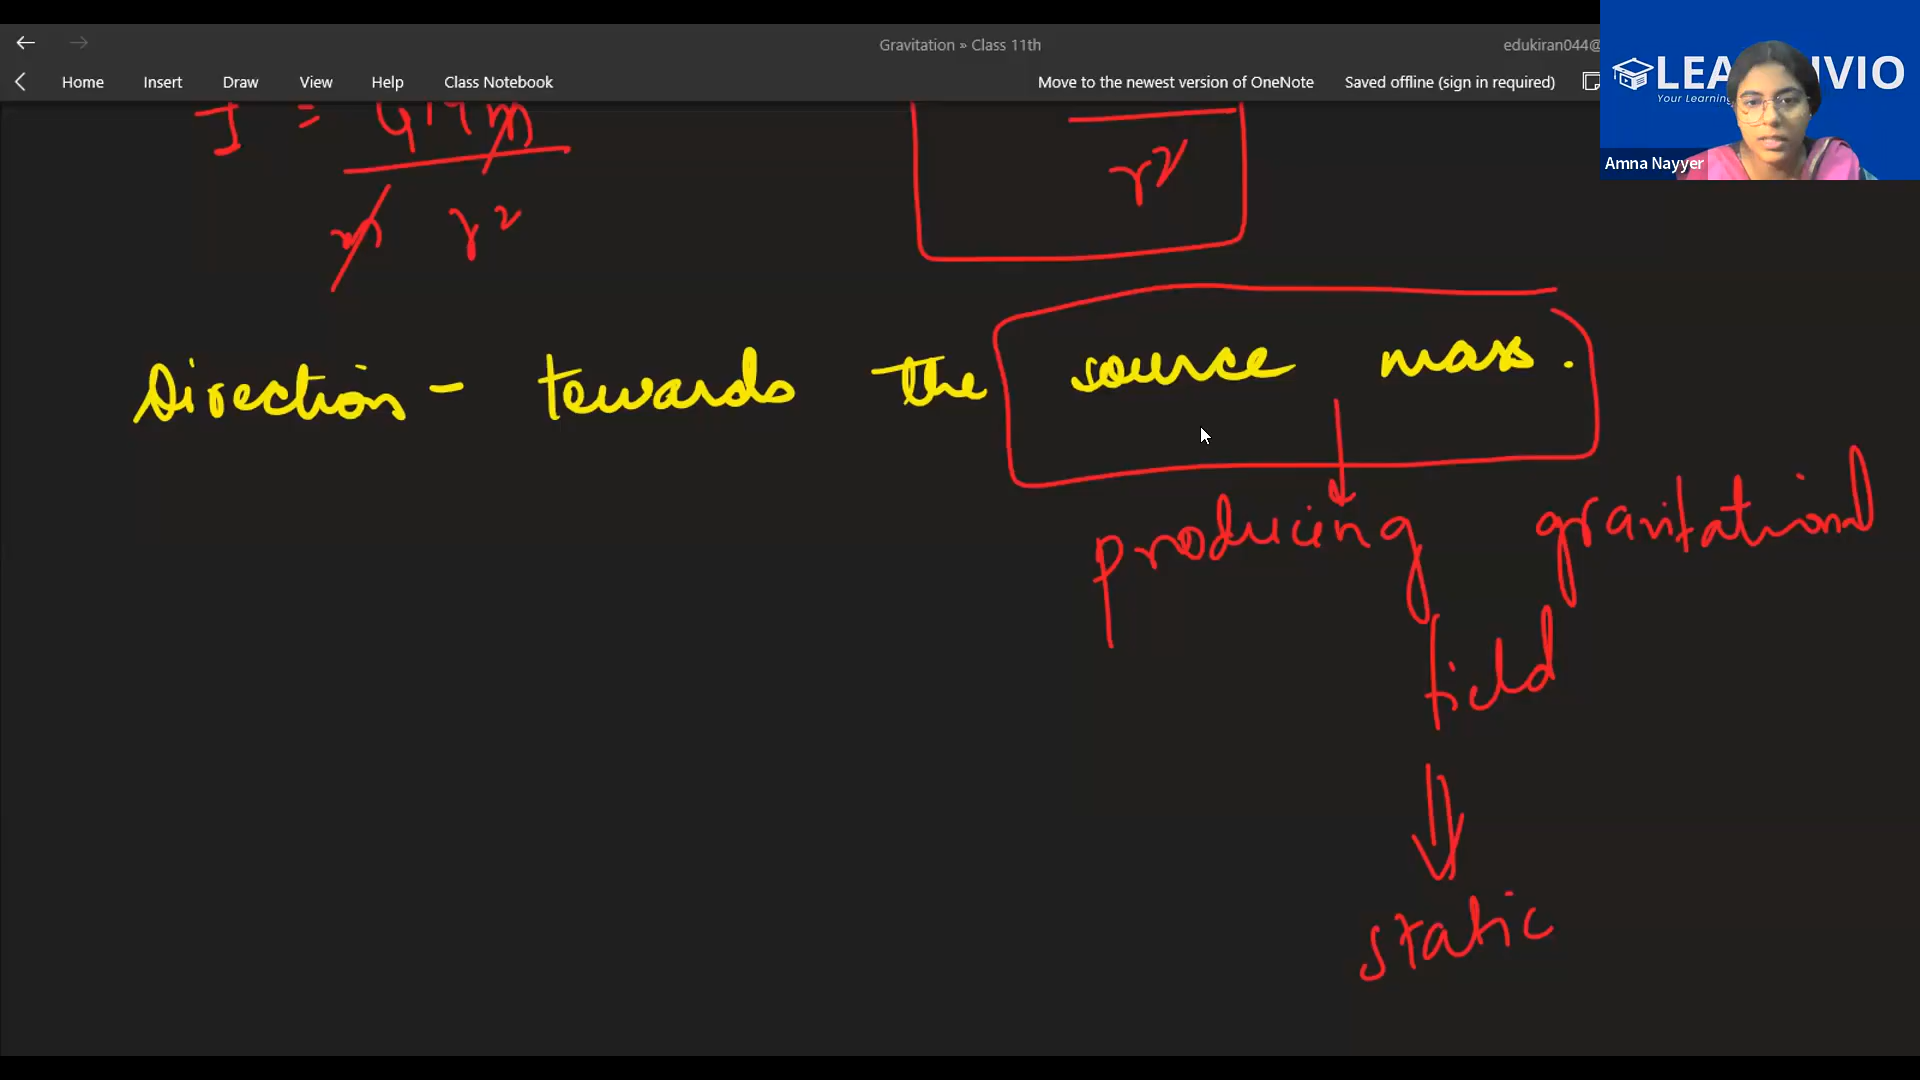 Gravitation » Class 11th
edukiran044@
Home Insert Draw View Help Class Notebook
Move to the newest version of OneNote Saved offline (sign in required)
LEA VIO
Your Learning
Amna Nayyer
I = GMm
m r²
r²
Direction - towards the source mass.
producing gravitational
field
static